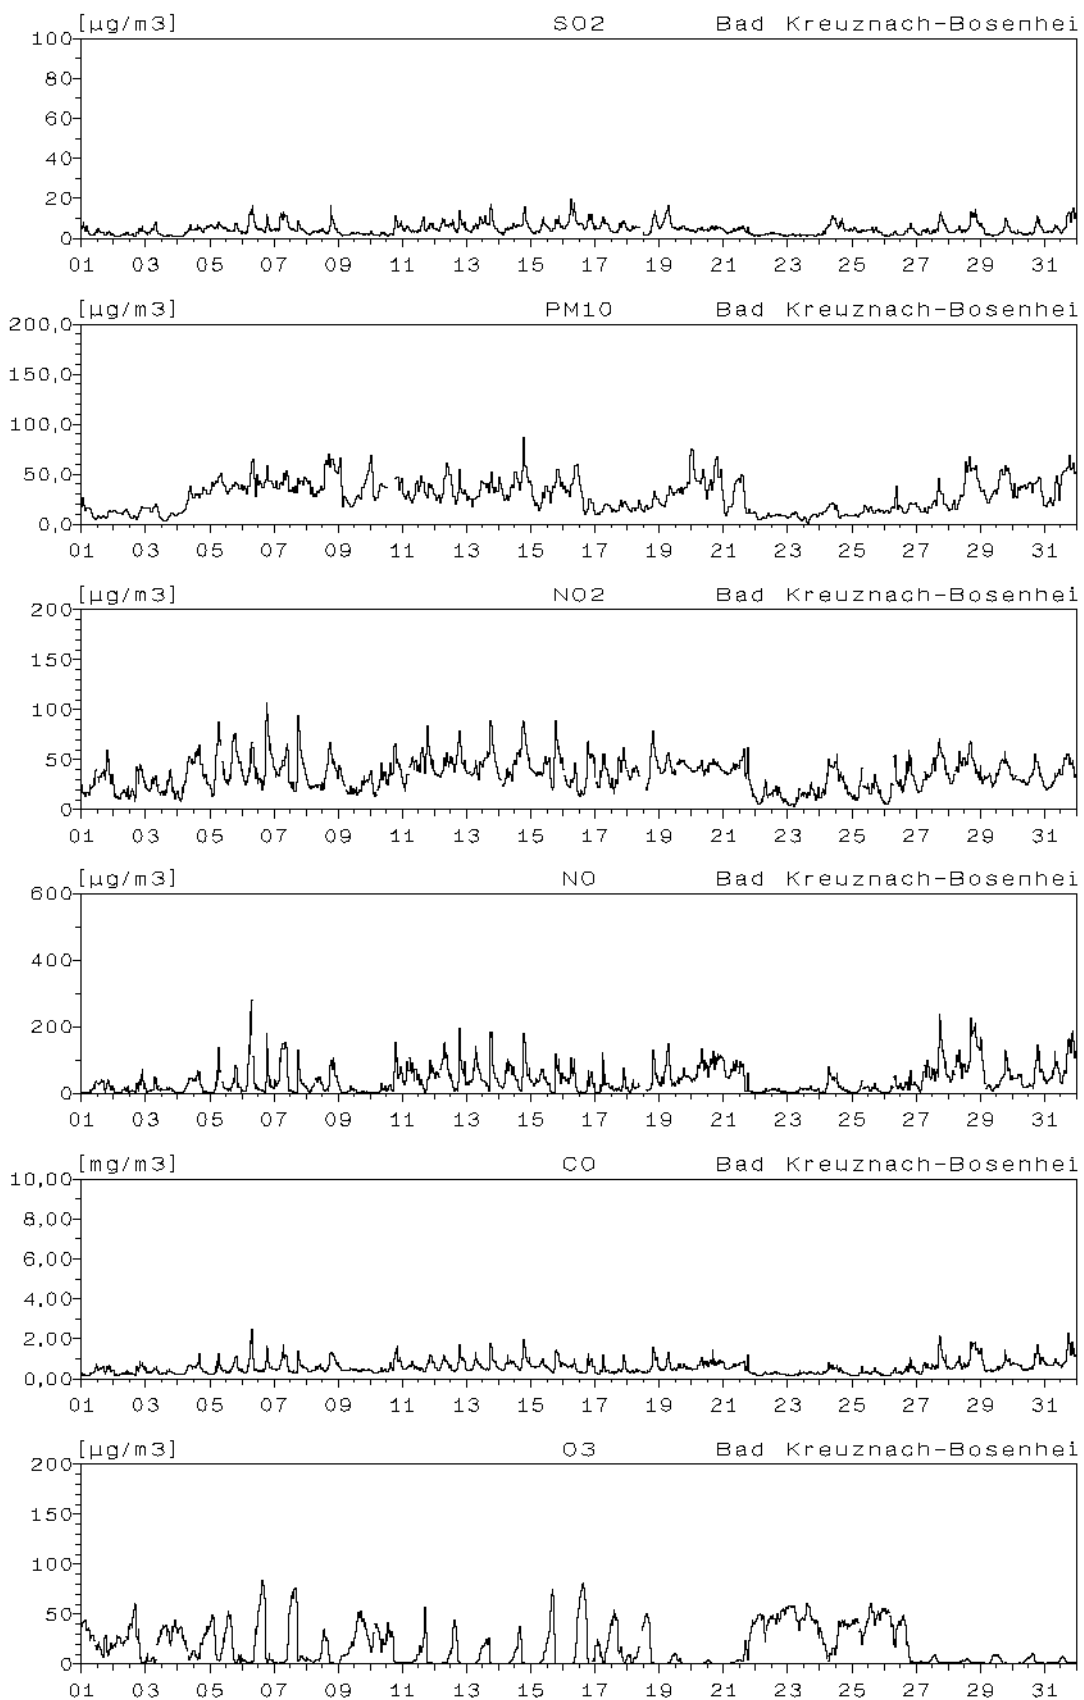 [µg/m3] SO2 Bad Kreuznach-Bosenhei
100
80
60
40
20
0
01 03 05 07 09 11 13 15 17 19 21 23 25 27 29 31
[µg/m3] PM10 Bad Kreuznach-Bosenhei
200,0
150,0
100,0
50,0
0,0
01 03 05 07 09 11 13 15 17 19 21 23 25 27 29 31
[µg/m3] NO2 Bad Kreuznach-Bosenhei
200
150
100
50
0
01 03 05 07 09 11 13 15 17 19 21 23 25 27 29 31
[µg/m3] NO Bad Kreuznach-Bosenhei
600
400
200
0
01 03 05 07 09 11 13 15 17 19 21 23 25 27 29 31
[mg/m3] CO Bad Kreuznach-Bosenhei
10,00
8,00
6,00
4,00
2,00
0,00
01 03 05 07 09 11 13 15 17 19 21 23 25 27 29 31
[µg/m3] O3 Bad Kreuznach-Bosenhei
200
150
100
50
0
01 03 05 07 09 11 13 15 17 19 21 23 25 27 29 31